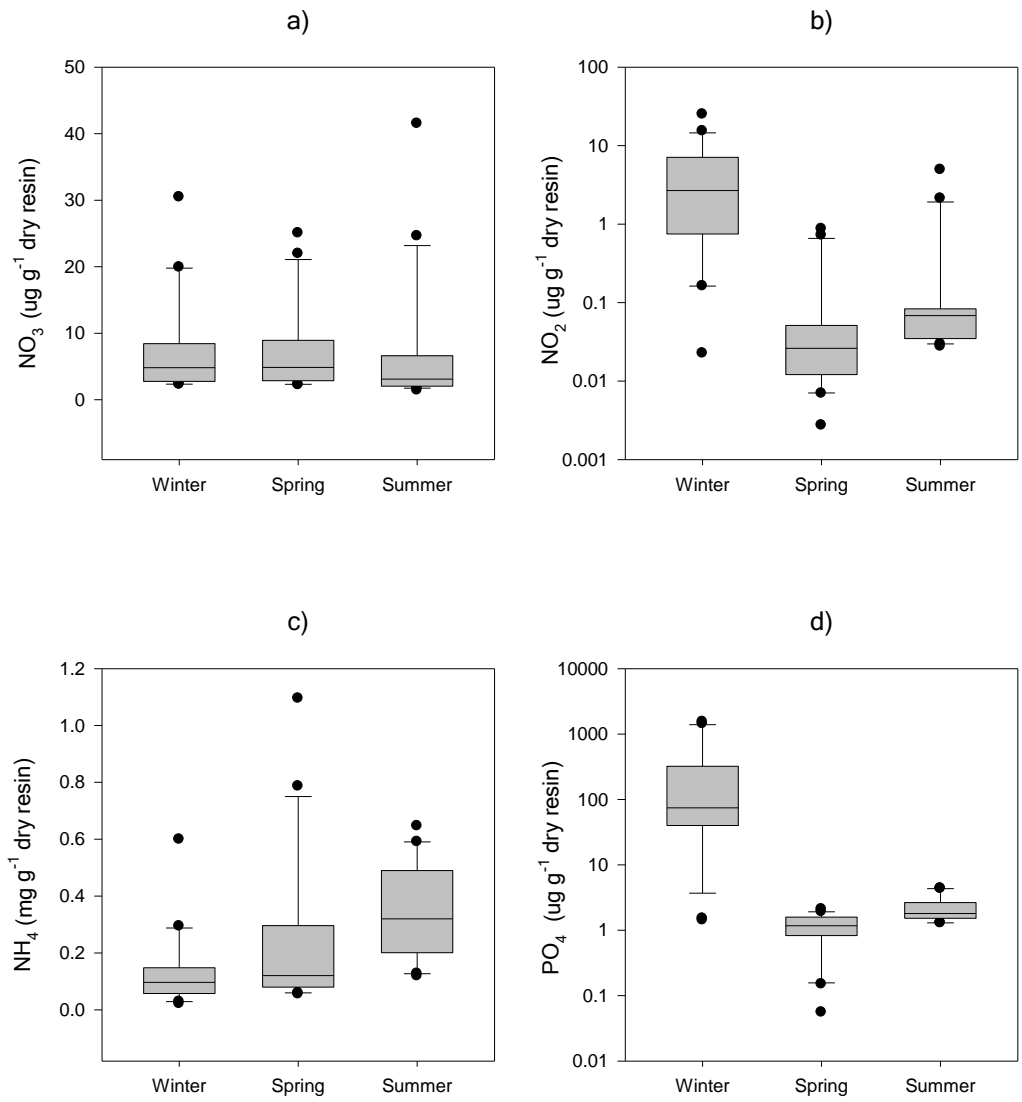 a)
NO₃ (ug g⁻¹ dry resin)
50
40
30
20
10
0
Winter Spring Summer
b)
NO₂ (ug g⁻¹ dry resin)
100
10
1
0.1
0.01
0.001
Winter Spring Summer
c)
NH₄ (mg g⁻¹ dry resin)
1.2
1.0
0.8
0.6
0.4
0.2
0.0
Winter Spring Summer
d)
PO₄ (ug g⁻¹ dry resin)
10000
1000
100
10
1
0.1
0.01
Winter Spring Summer